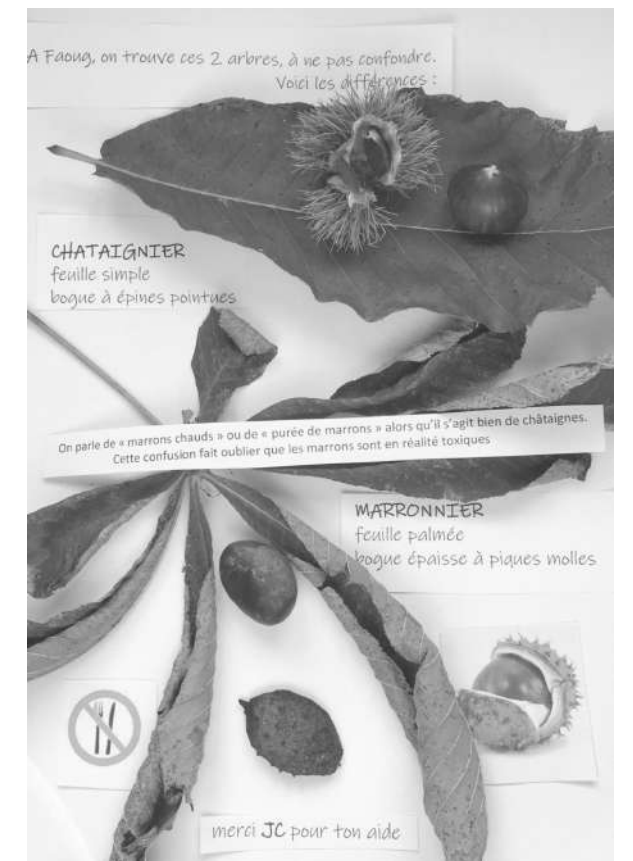 A Faoug, on trouve ces 2 arbres, à ne pas confondre.
Voici les différences :
CHATAIGNIER
feuille simple
bogue à épines pointues
On parle de « marrons chauds » ou de « purée de marrons » alors qu'il s'agit bien de châtaignes.
Cette confusion fait oublier que les marrons sont en réalité toxiques
MARRONNIER
feuille palmée
bogue épaisse à piques molles
merci JC pour ton aide